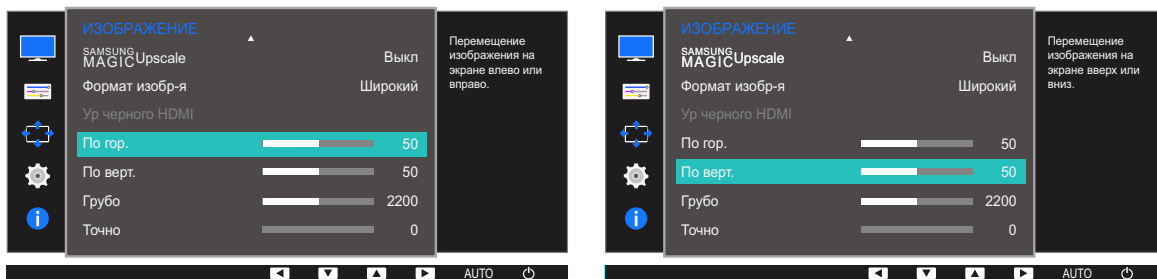 ИЗОБРАЖЕНИЕ
SAMSUNG
MAGIC Upscale Выкл
Формат изобр-я Широкий
Ур черного HDMI
По гор. 50
По верт. 50
Грубо 2200
Точно 0
Перемещение
изображения на
экране влево или
вправо.
AUTO
ИЗОБРАЖЕНИЕ
SAMSUNG
MAGIC Upscale Выкл
Формат изобр-я Широкий
Ур черного HDMI
По гор. 50
По верт. 50
Грубо 2200
Точно 0
Перемещение
изображения на
экране вверх или
вниз.
AUTO